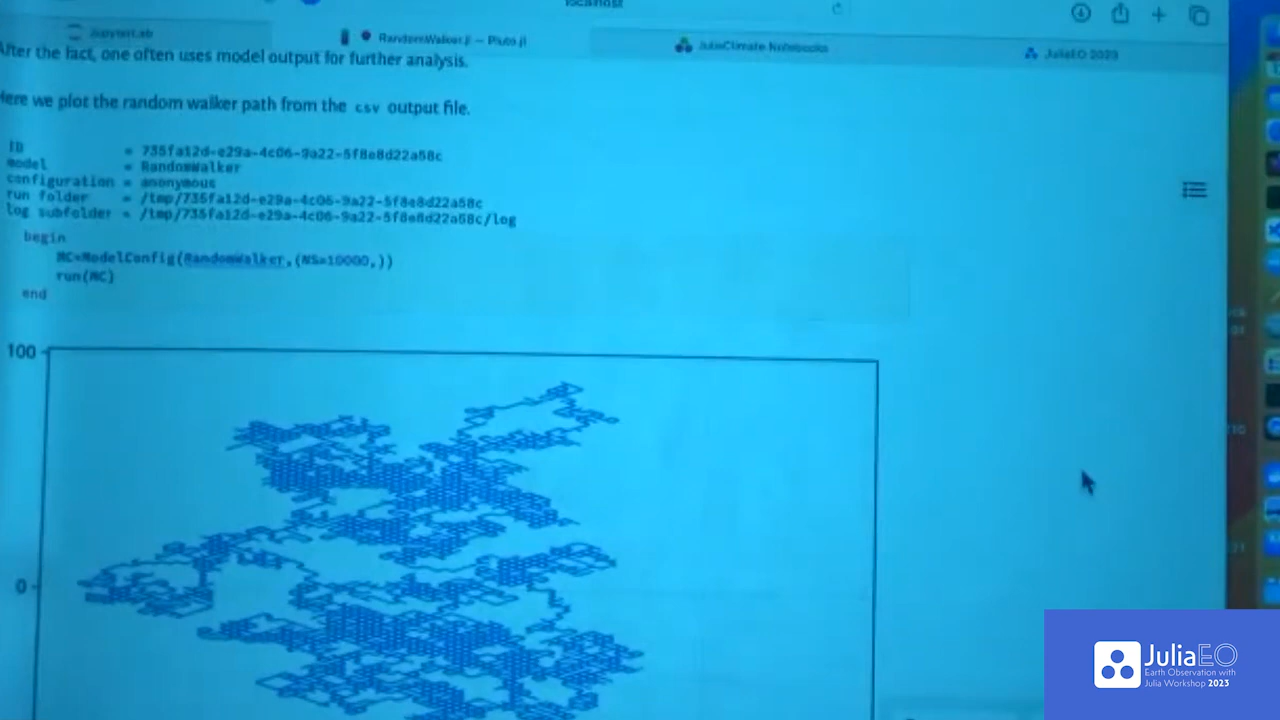 localhost
RandomWalker.jl — Pluto.jl
JuliaClimate Notebooks
JuliaEO 2023
After the fact, one often uses model output for further analysis.
Here we plot the random walker path from the csv output file.
ID = 735fa12d-e29a-4c06-9a22-5f8e8d22a58c
model = RandomWalker
configuration = anonymous
run folder = /tmp/735fa12d-e29a-4c06-9a22-5f8e8d22a58c
log subfolder = /tmp/735fa12d-e29a-4c06-9a22-5f8e8d22a58c/log
begin
MC=ModelConfig(RandomWalker,(NS=10000,))
run(MC)
end
100
0
JuliaEO
Earth Observation with
Julia Workshop 2023